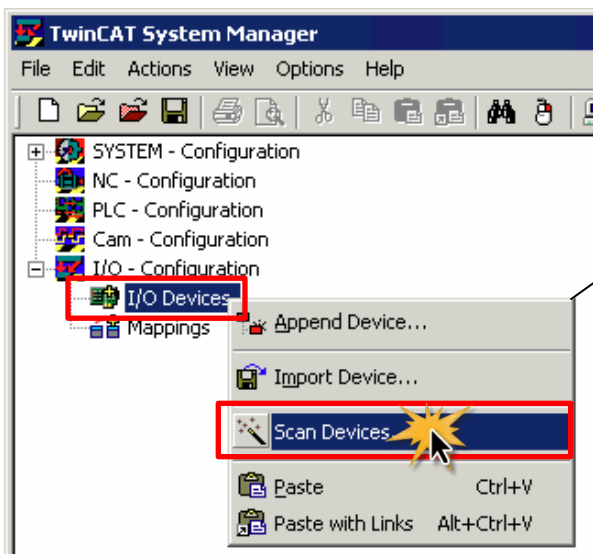 TwinCAT System Manager
File Edit Actions View Options Help
SYSTEM - Configuration
NC - Configuration
PLC - Configuration
Cam - Configuration
I/O - Configuration
I/O Devices
Mappings
Append Device...
Import Device...
Scan Devices
Paste Ctrl+V
Paste with Links Alt+Ctrl+V